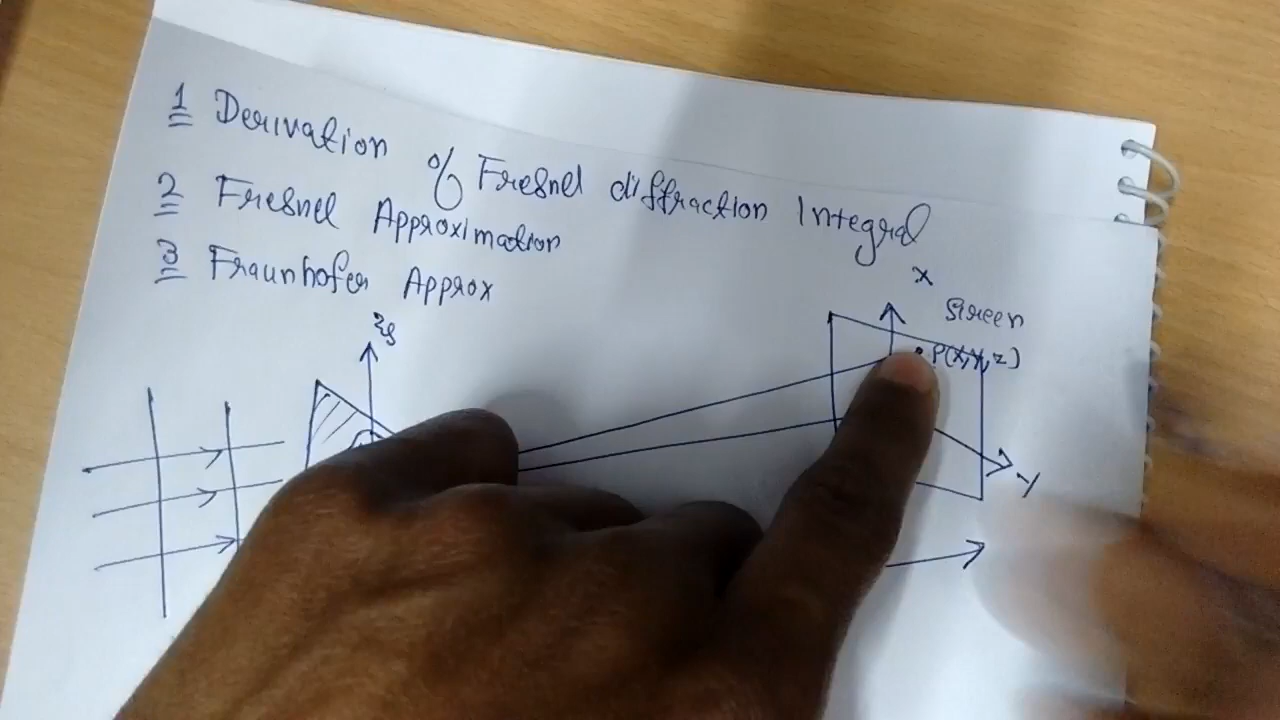 1 Derivation of Fresnel diffraction Integral
2 Fresnel Approximation
3 Fraunhofer Approx
x
Screen
P(x,y,z)
y